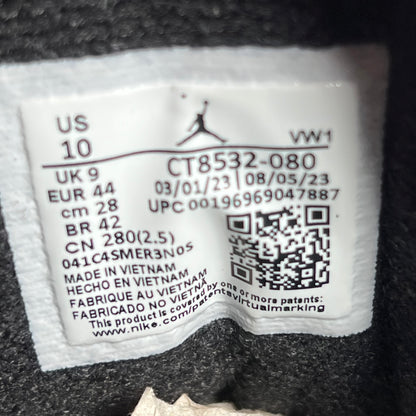 US
10
VW1
UK 9
CT8532-080
EUR 44
03/01/23 08/05/23
cm 28
UPC 00196969047887
BR 42
CN 280(2.5)
041C4SMER3N0S
MADE IN VIETNAM
HECHO EN VIETNAM
FABRIQUE AU VIETNAM
FABRICADO NO VIETNA
This product is covered by one or more patents:
www.nike.com/patentsvirtualmarking